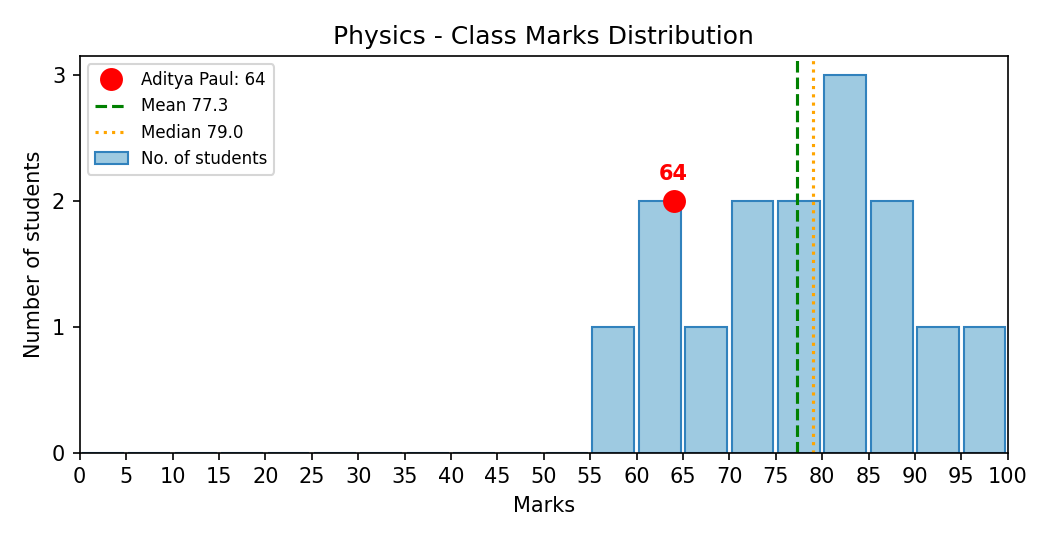 Physics - Class Marks Distribution
Aditya Paul: 64
Mean 77.3
Median 79.0
No. of students
64
Number of students
3
2
1
0
0 5 10 15 20 25 30 35 40 45 50 55 60 65 70 75 80 85 90 95 100
Marks